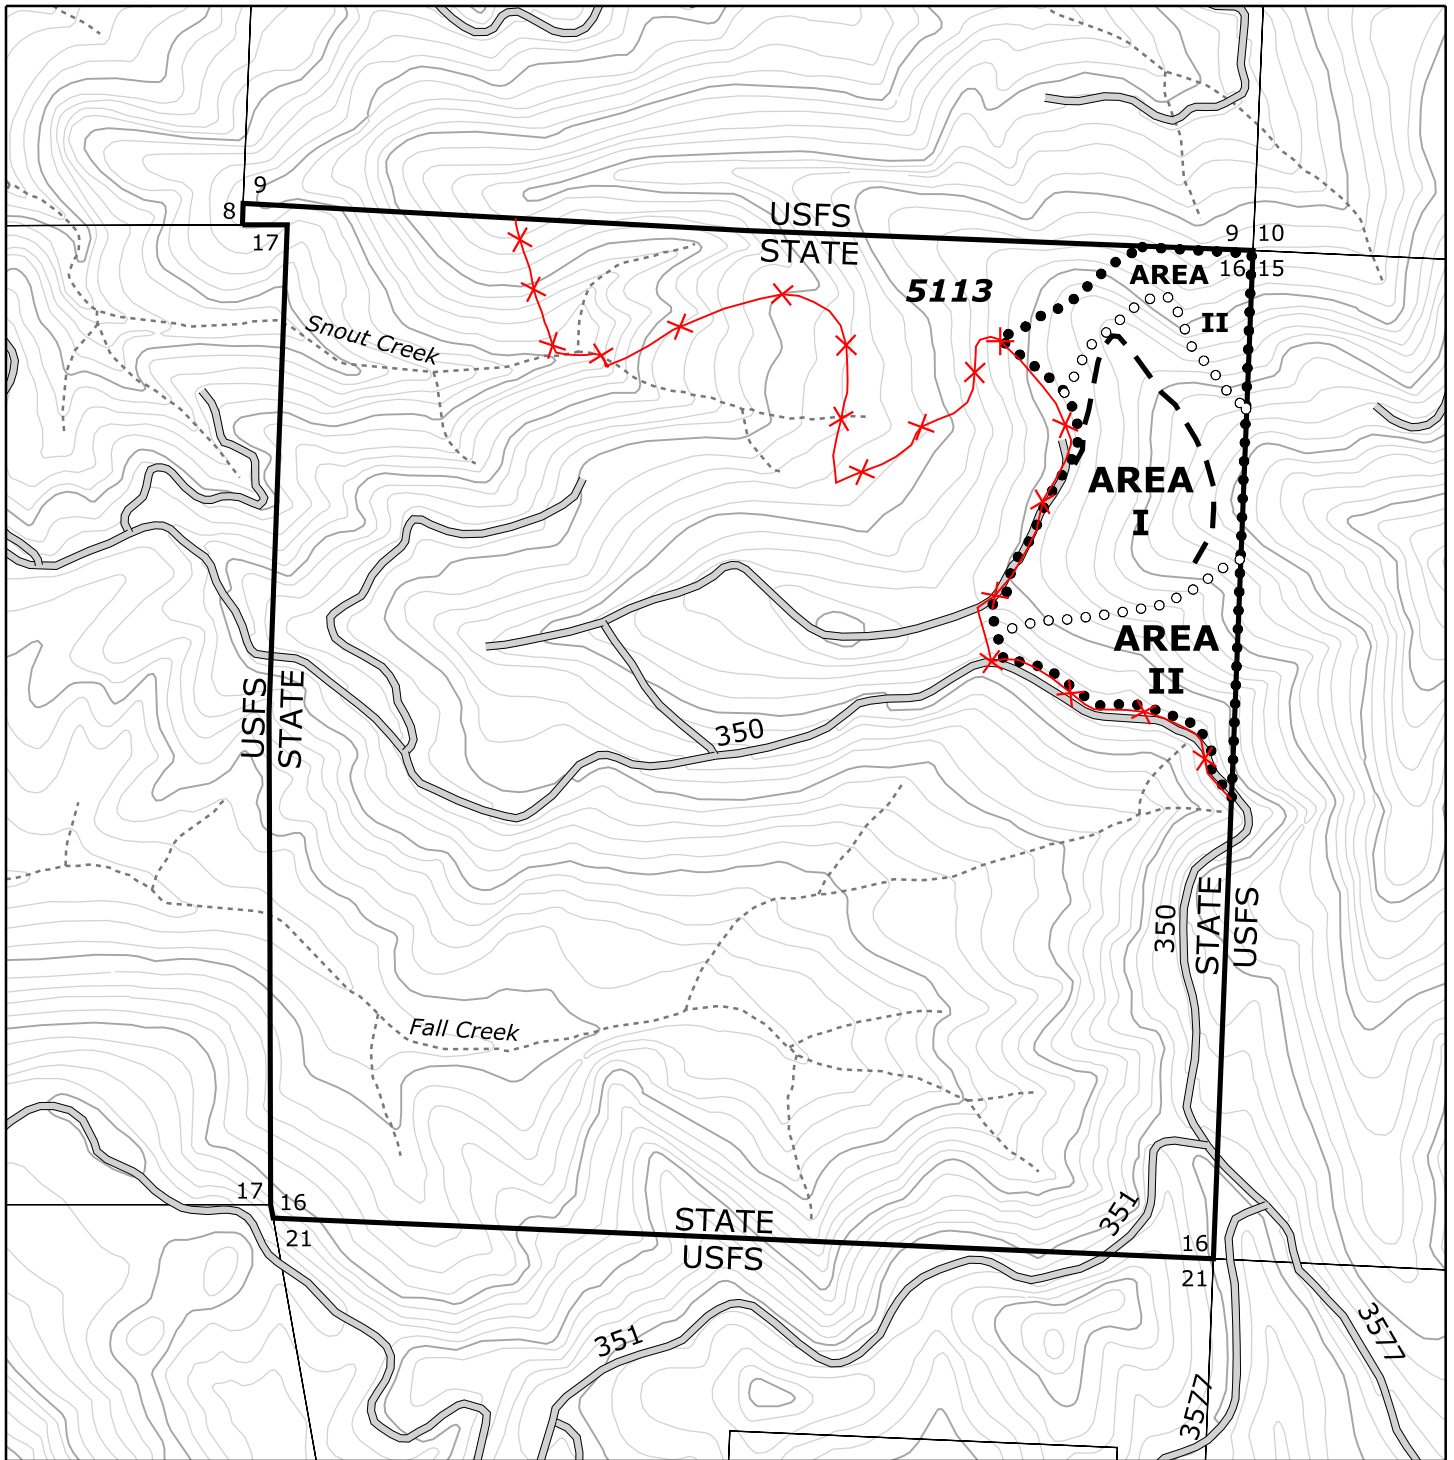 9
8
17
USFS
STATE
9 10
16 15
5113
AREA
II
Snout Creek
AREA
I
AREA
II
USFS
STATE
350
350
STATE
USFS
Fall Creek
17
16
21
STATE
USFS
351
16
21
351
3577
3577